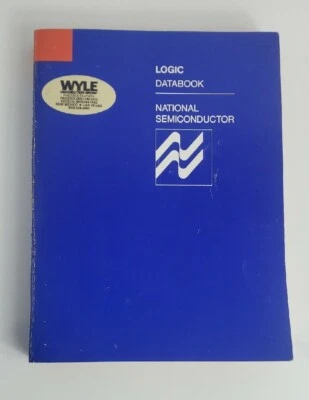 WYLE
LOGIC
DATABOOK
NATIONAL
SEMICONDUCTOR